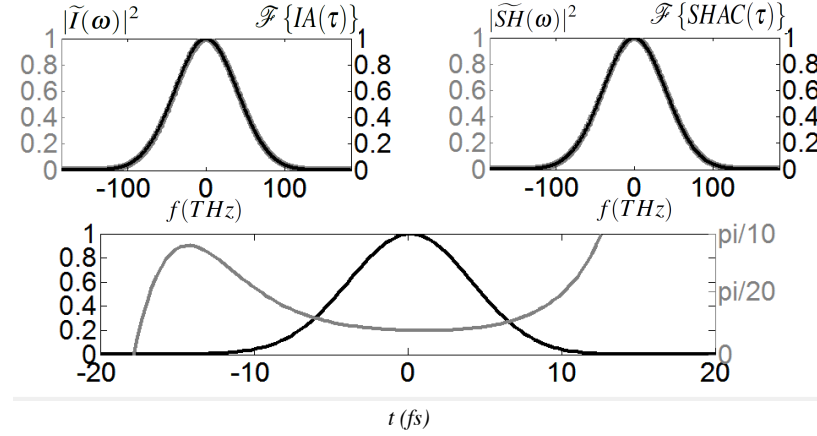 |Ĩ(ω)|² ℱ{IA(τ)} |S͠H(ω)|² ℱ{SHAC(τ)}
1 1 1 1
0.8 0.8 0.8 0.8
0.6 0.6 0.6 0.6
0.4 0.4 0.4 0.4
0.2 0.2 0.2 0.2
0 0 0 0
-100 0 100 -100 0 100
f(THz) f(THz)
1 pi/10
0.8
0.6 pi/20
0.4
0.2
0 0
-20 -10 0 10 20
t (fs)